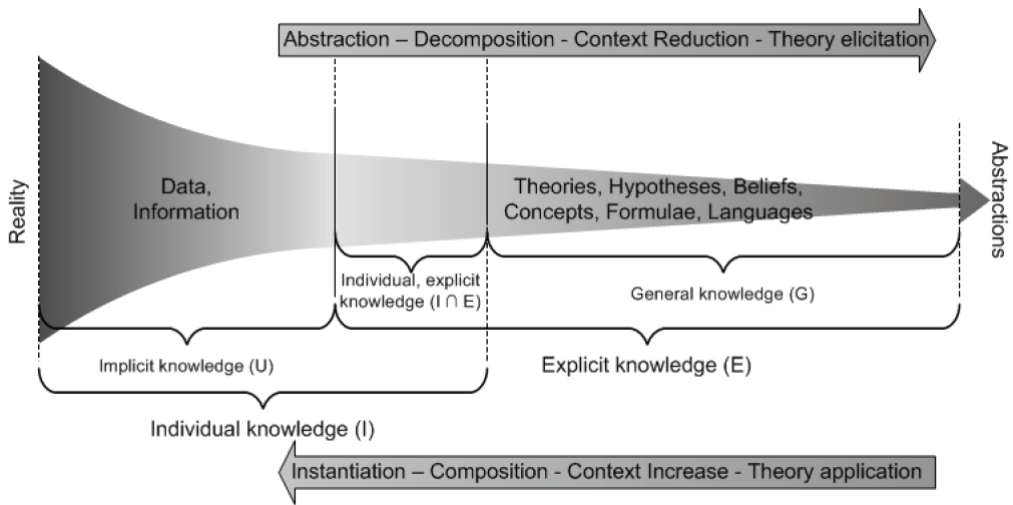 Abstraction – Decomposition - Context Reduction - Theory elicitation
Reality
Data,
Information
Theories, Hypotheses, Beliefs,
Concepts, Formulae, Languages
Abstractions
Individual, explicit
knowledge (I ∩ E)
General knowledge (G)
Implicit knowledge (U)
Explicit knowledge (E)
Individual knowledge (I)
Instantiation – Composition - Context Increase - Theory application